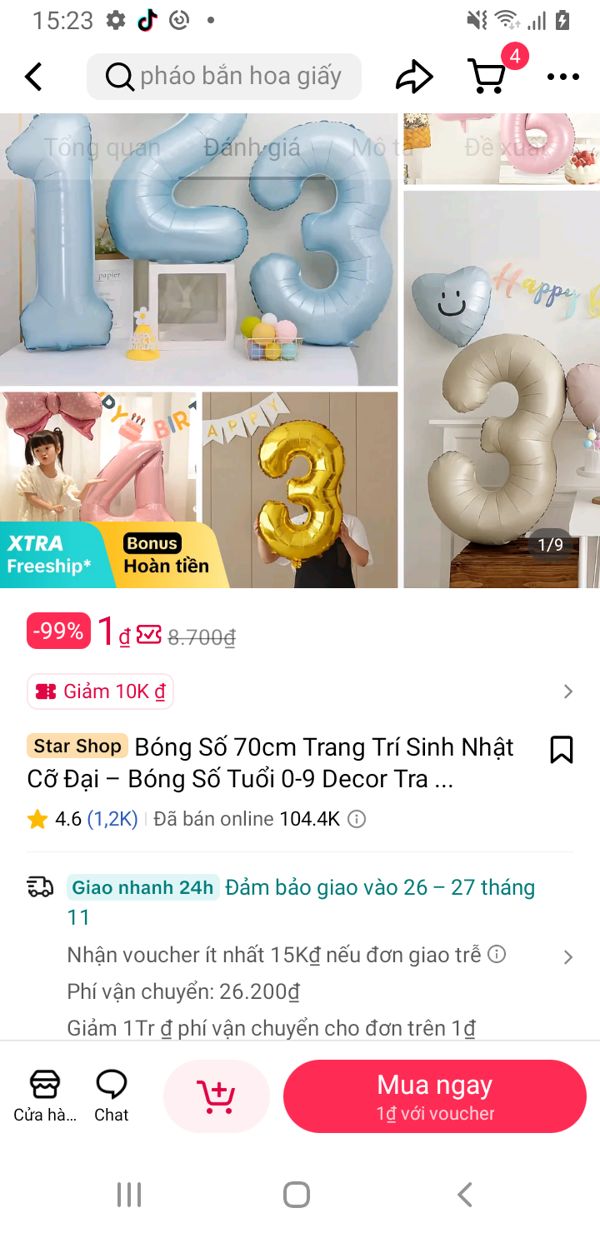 15:23
pháo bắn hoa giấy
4
Tổng quan Đánh giá Mô tả Đề xuất
papier
Happy
BIRT
HAPPY
XTRA
Freeship*
Bonus
Hoàn tiền
1/9
-99% 1₫ 8.700₫
Giảm 10K ₫
Star Shop Bóng Số 70cm Trang Trí Sinh Nhật
Cỡ Đại – Bóng Số Tuổi 0-9 Decor Tra ...
4.6 (1,2K) Đã bán online 104.4K
Giao nhanh 24h Đảm bảo giao vào 26 – 27 tháng
11
Nhận voucher ít nhất 15K₫ nếu đơn giao trễ
Phí vận chuyển: 26.200₫
Giảm 1Tr ₫ phí vận chuyển cho đơn trên 1₫
Cửa hà...
Chat
Mua ngay
1₫ với voucher